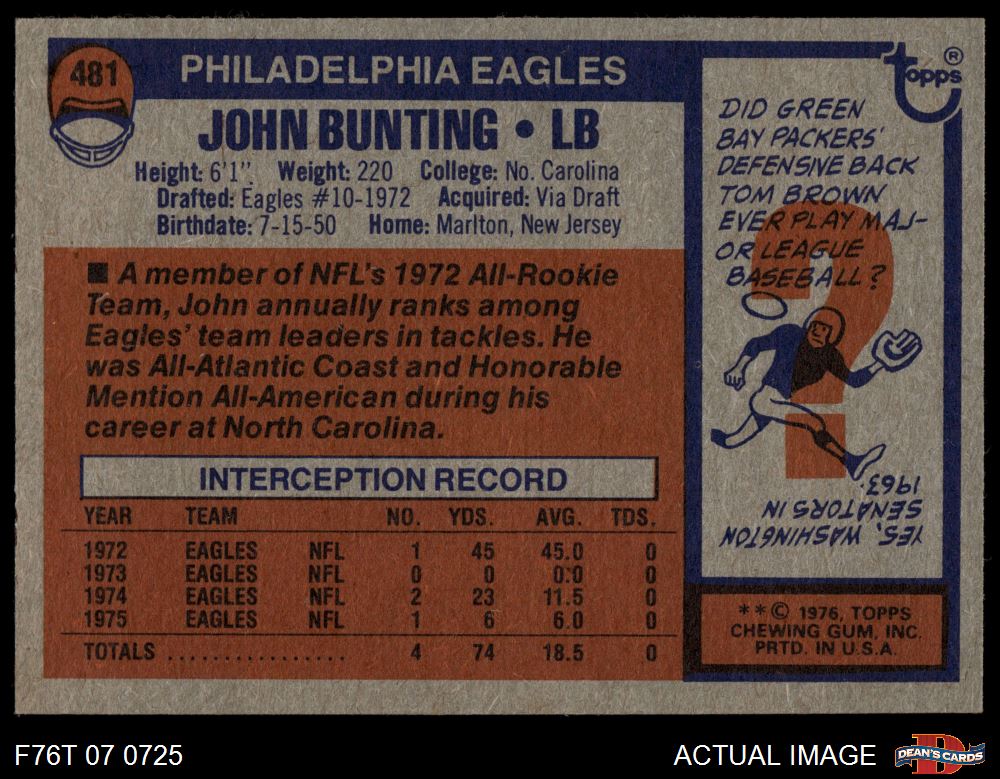 481
PHILADELPHIA EAGLES
JOHN BUNTING • LB
Height: 6'1" Weight: 220 College: No. Carolina
Drafted: Eagles #10-1972 Acquired: Via Draft
Birthdate: 7-15-50 Home: Marlton, New Jersey
■ A member of NFL's 1972 All-Rookie
Team, John annually ranks among
Eagles' team leaders in tackles. He
was All-Atlantic Coast and Honorable
Mention All-American during his
career at North Carolina.
INTERCEPTION RECORD
YEAR TEAM NO. YDS. AVG. TDS.
1972 EAGLES NFL 1 45 45.0 0
1973 EAGLES NFL 0 0 0.0 0
1974 EAGLES NFL 2 23 11.5 0
1975 EAGLES NFL 1 6 6.0 0
TOTALS ................ 4 74 18.5 0
topps ®
DID GREEN
BAY PACKERS'
DEFENSIVE BACK
TOM BROWN
EVER PLAY MAJ-
OR LEAGUE
BASEBALL?
?
YES, WASHINGTON
SENATORS IN
1963.
**© 1976, TOPPS
CHEWING GUM, INC.
PRTD. IN U.S.A.
F76T 07 0725
ACTUAL IMAGE
D
DEAN'S CARDS